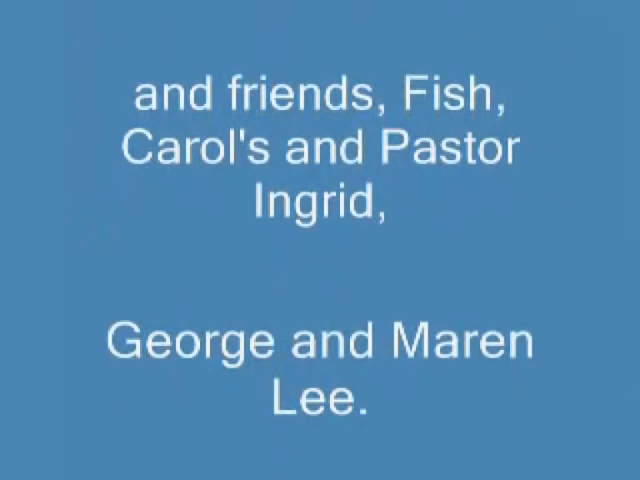 and friends, Fish,
Carol's and Pastor
Ingrid,
George and Maren
Lee.